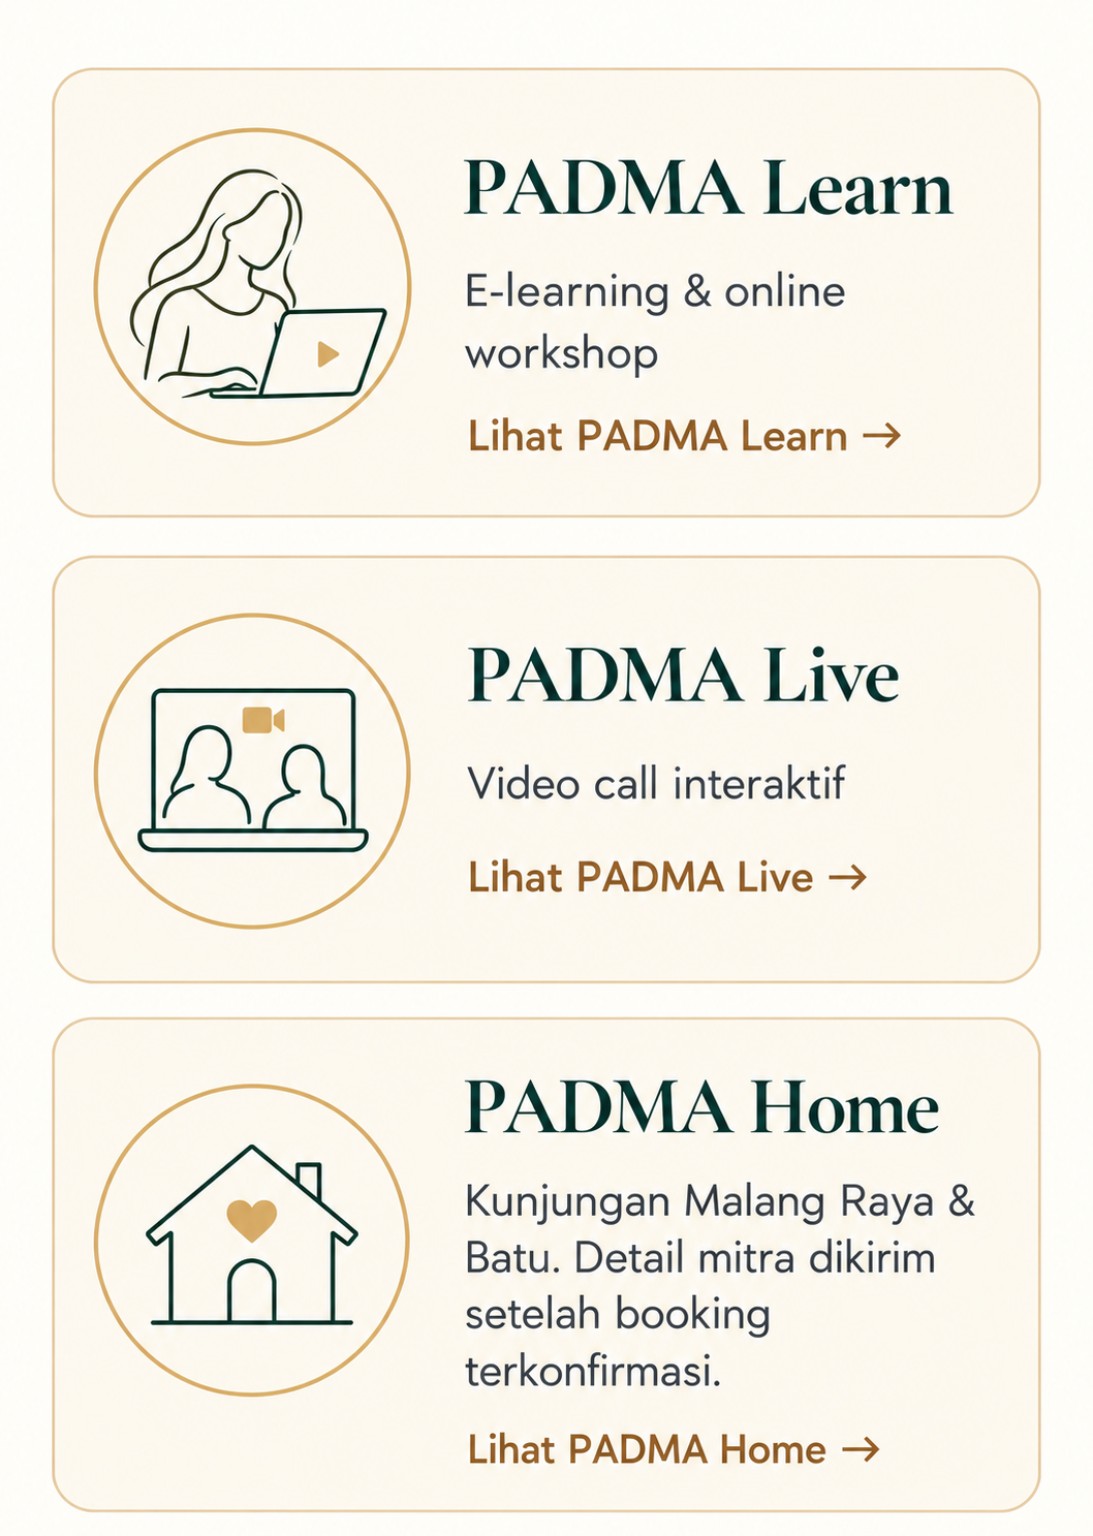 PADMA Learn
E-learning & online
workshop
Lihat PADMA Learn →
PADMA Live
Video call interaktif
Lihat PADMA Live →
PADMA Home
Kunjungan Malang Raya &
Batu. Detail mitra dikirim
setelah booking
terkonfirmasi.
Lihat PADMA Home →